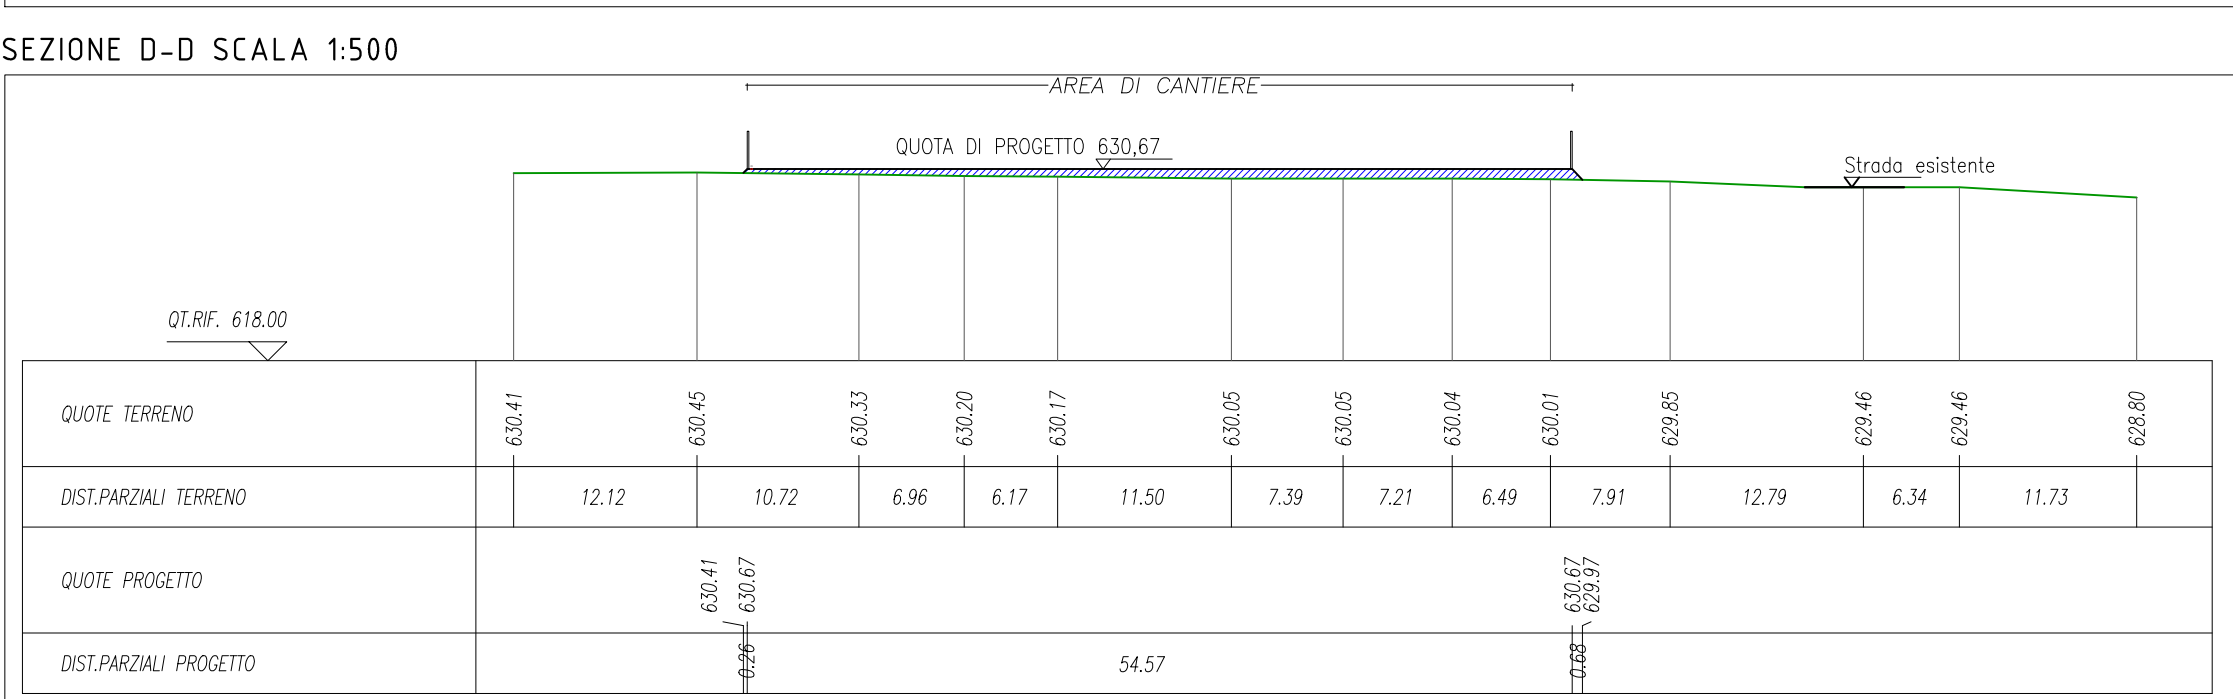 SEZIONE D-D SCALA 1:500
AREA DI CANTIERE
QUOTA DI PROGETTO 630,67
Strada esistente
QT.RIF. 618.00
QUOTE TERRENO 630.41 630.45 630.33 630.20 630.17 630.05 630.05 630.04 630.01 629.85 629.46 629.46 628.80
DIST.PARZIALI TERRENO 12.12 10.72 6.96 6.17 11.50 7.39 7.21 6.49 7.91 12.79 6.34 11.73
QUOTE PROGETTO 630.41 630.67 630.67 629.97
DIST.PARZIALI PROGETTO 0.26 54.57 0.68